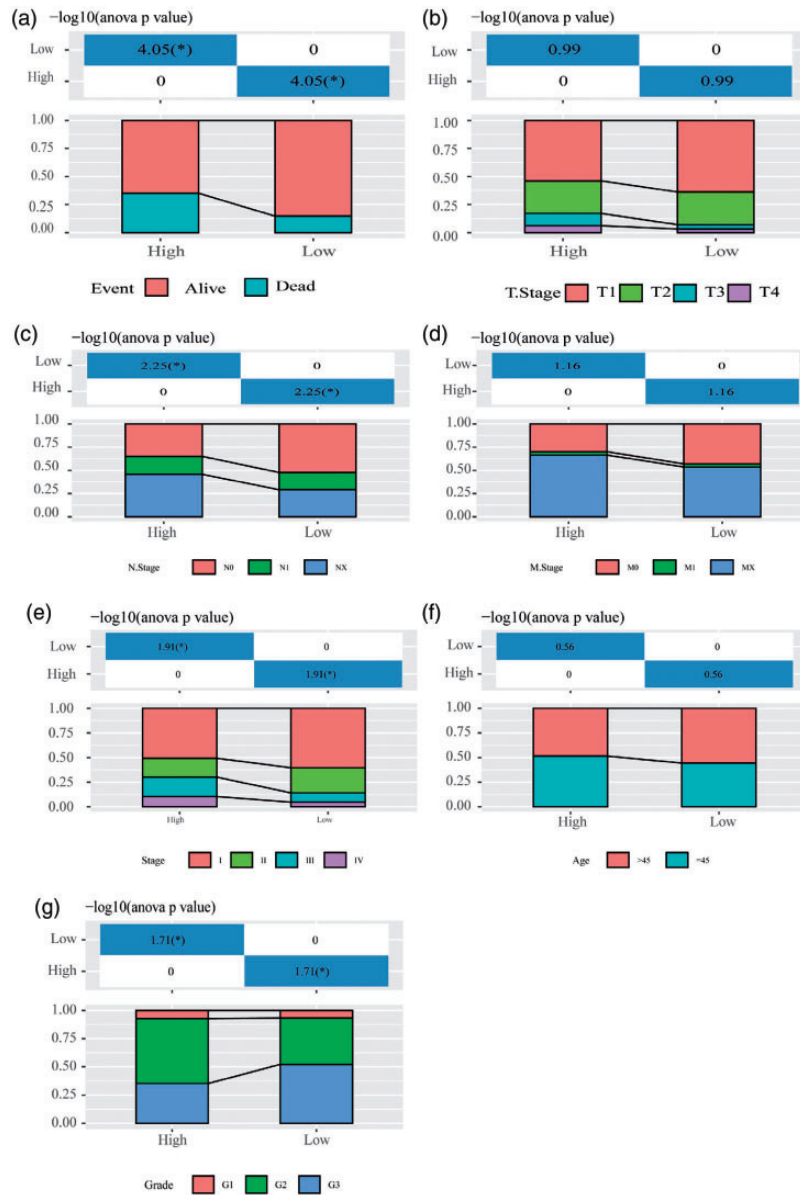 (a)
−log10(anova p value)
Low 4.05(*) 0
High 0 4.05(*)
1.00
0.75
0.50
0.25
0.00
High Low
Event Alive Dead
(b)
−log10(anova p value)
Low 0.99 0
High 0 0.99
1.00
0.75
0.50
0.25
0.00
High Low
T.Stage T1 T2 T3 T4
(c)
−log10(anova p value)
Low 2.25(*) 0
High 0 2.25(*)
1.00
0.75
0.50
0.25
0.00
High Low
N.Stage N0 N1 NX
(d)
−log10(anova p value)
Low 1.16 0
High 0 1.16
1.00
0.75
0.50
0.25
0.00
High Low
M.Stage M0 M1 MX
(e)
−log10(anova p value)
Low 1.91(*) 0
High 0 1.91(*)
1.00
0.75
0.50
0.25
0.00
High Low
Stage I II III IV
(f)
−log10(anova p value)
Low 0.56 0
High 0 0.56
1.00
0.75
0.50
0.25
0.00
High Low
Age >45 =45
(g)
−log10(anova p value)
Low 1.71(*) 0
High 0 1.71(*)
1.00
0.75
0.50
0.25
0.00
High Low
Grade G1 G2 G3